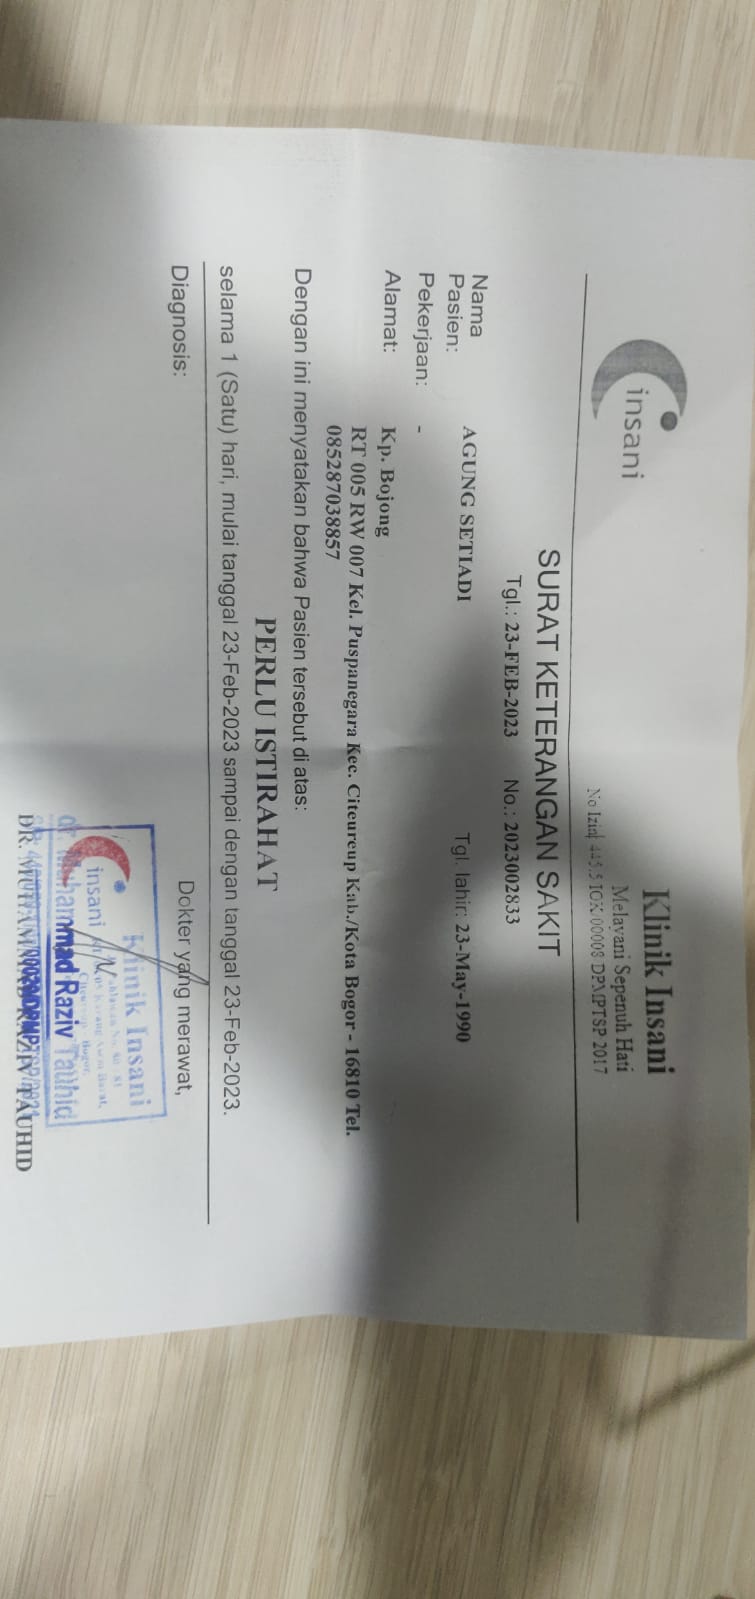 insani
Klinik Insani
Melayani Sepenuh Hati
No Izin 445.5 10X/00008 DPMPTSP 2017
SURAT KETERANGAN SAKIT
Tgl.: 23-FEB-2023 No.: 2023002833
Nama
Pasien: AGUNG SETIADI Tgl. lahir: 23-May-1990
Pekerjaan: -
Alamat: Kp. Bojong
RT 005 RW 007 Kel. Puspanegara Kec. Citeureup Kab./Kota Bogor - 16810 Tel.
085287038857
Dengan ini menyatakan bahwa Pasien tersebut di atas:
PERLU ISTIRAHAT
selama 1 (Satu) hari, mulai tanggal 23-Feb-2023 sampai dengan tanggal 23-Feb-2023.
Diagnosis:
Dokter yang merawat,
Klinik Insani
insani
Bogor,
dr. Muhammad Raziv Tauhid
DR. MUHAMMAD RAZIV TAUHID